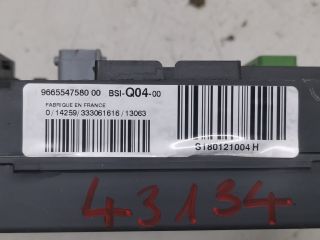 9665547580 00 BSI-Q04-00
FABRIQUE EN FRANCE
0/14259/333061616/13063
S180121004 H
43134